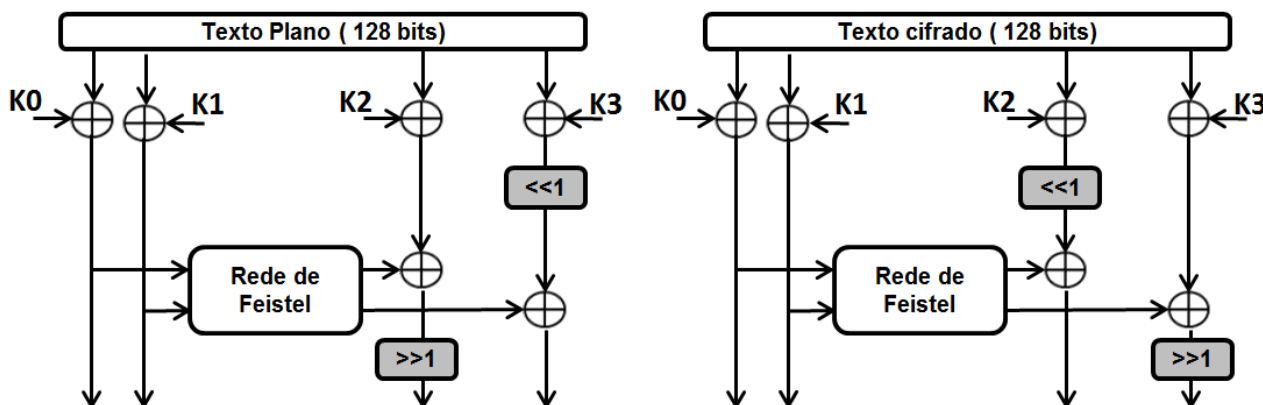 Texto Plano ( 128 bits)
K0
K1
K2
K3
<<1
Rede de
Feistel
>>1
Texto cifrado ( 128 bits)
K0
K1
K2
K3
<<1
Rede de
Feistel
>>1